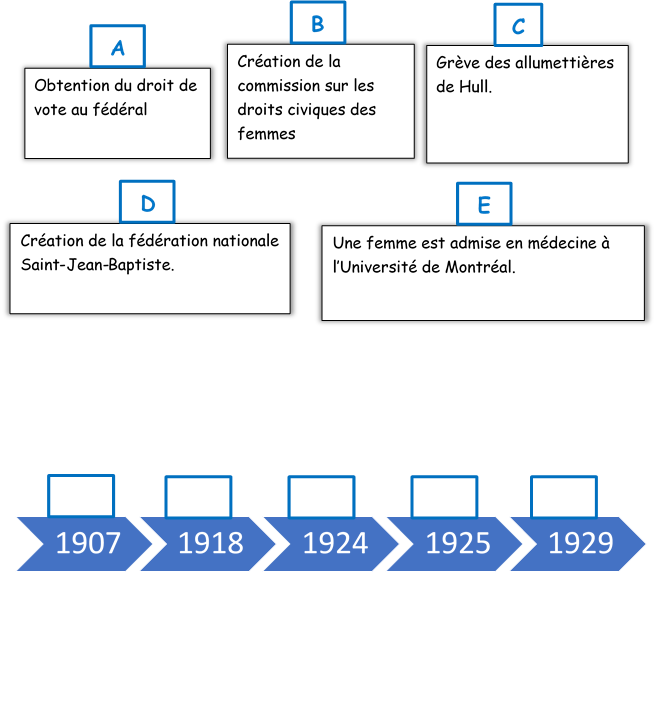 A
Obtention du droit de
vote au fédéral
B
Création de la
commission sur les
droits civiques des
femmes
C
Grève des allumettières
de Hull.
D
Création de la fédération nationale
Saint-Jean-Baptiste.
E
Une femme est admise en médecine à
l’Université de Montréal.
1907
1918
1924
1925
1929